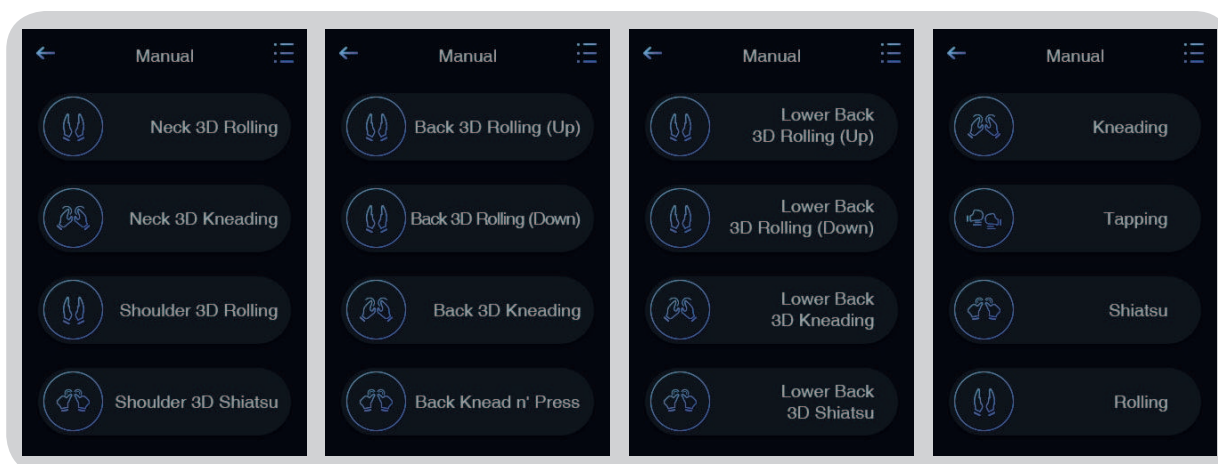 Manual
Neck 3D Rolling
Neck 3D Kneading
Shoulder 3D Rolling
Shoulder 3D Shiatsu
Manual
Back 3D Rolling (Up)
Back 3D Rolling (Down)
Back 3D Kneading
Back Knead n' Press
Manual
Lower Back
3D Rolling (Up)
Lower Back
3D Rolling (Down)
Lower Back
3D Kneading
Lower Back
3D Shiatsu
Manual
Kneading
Tapping
Shiatsu
Rolling